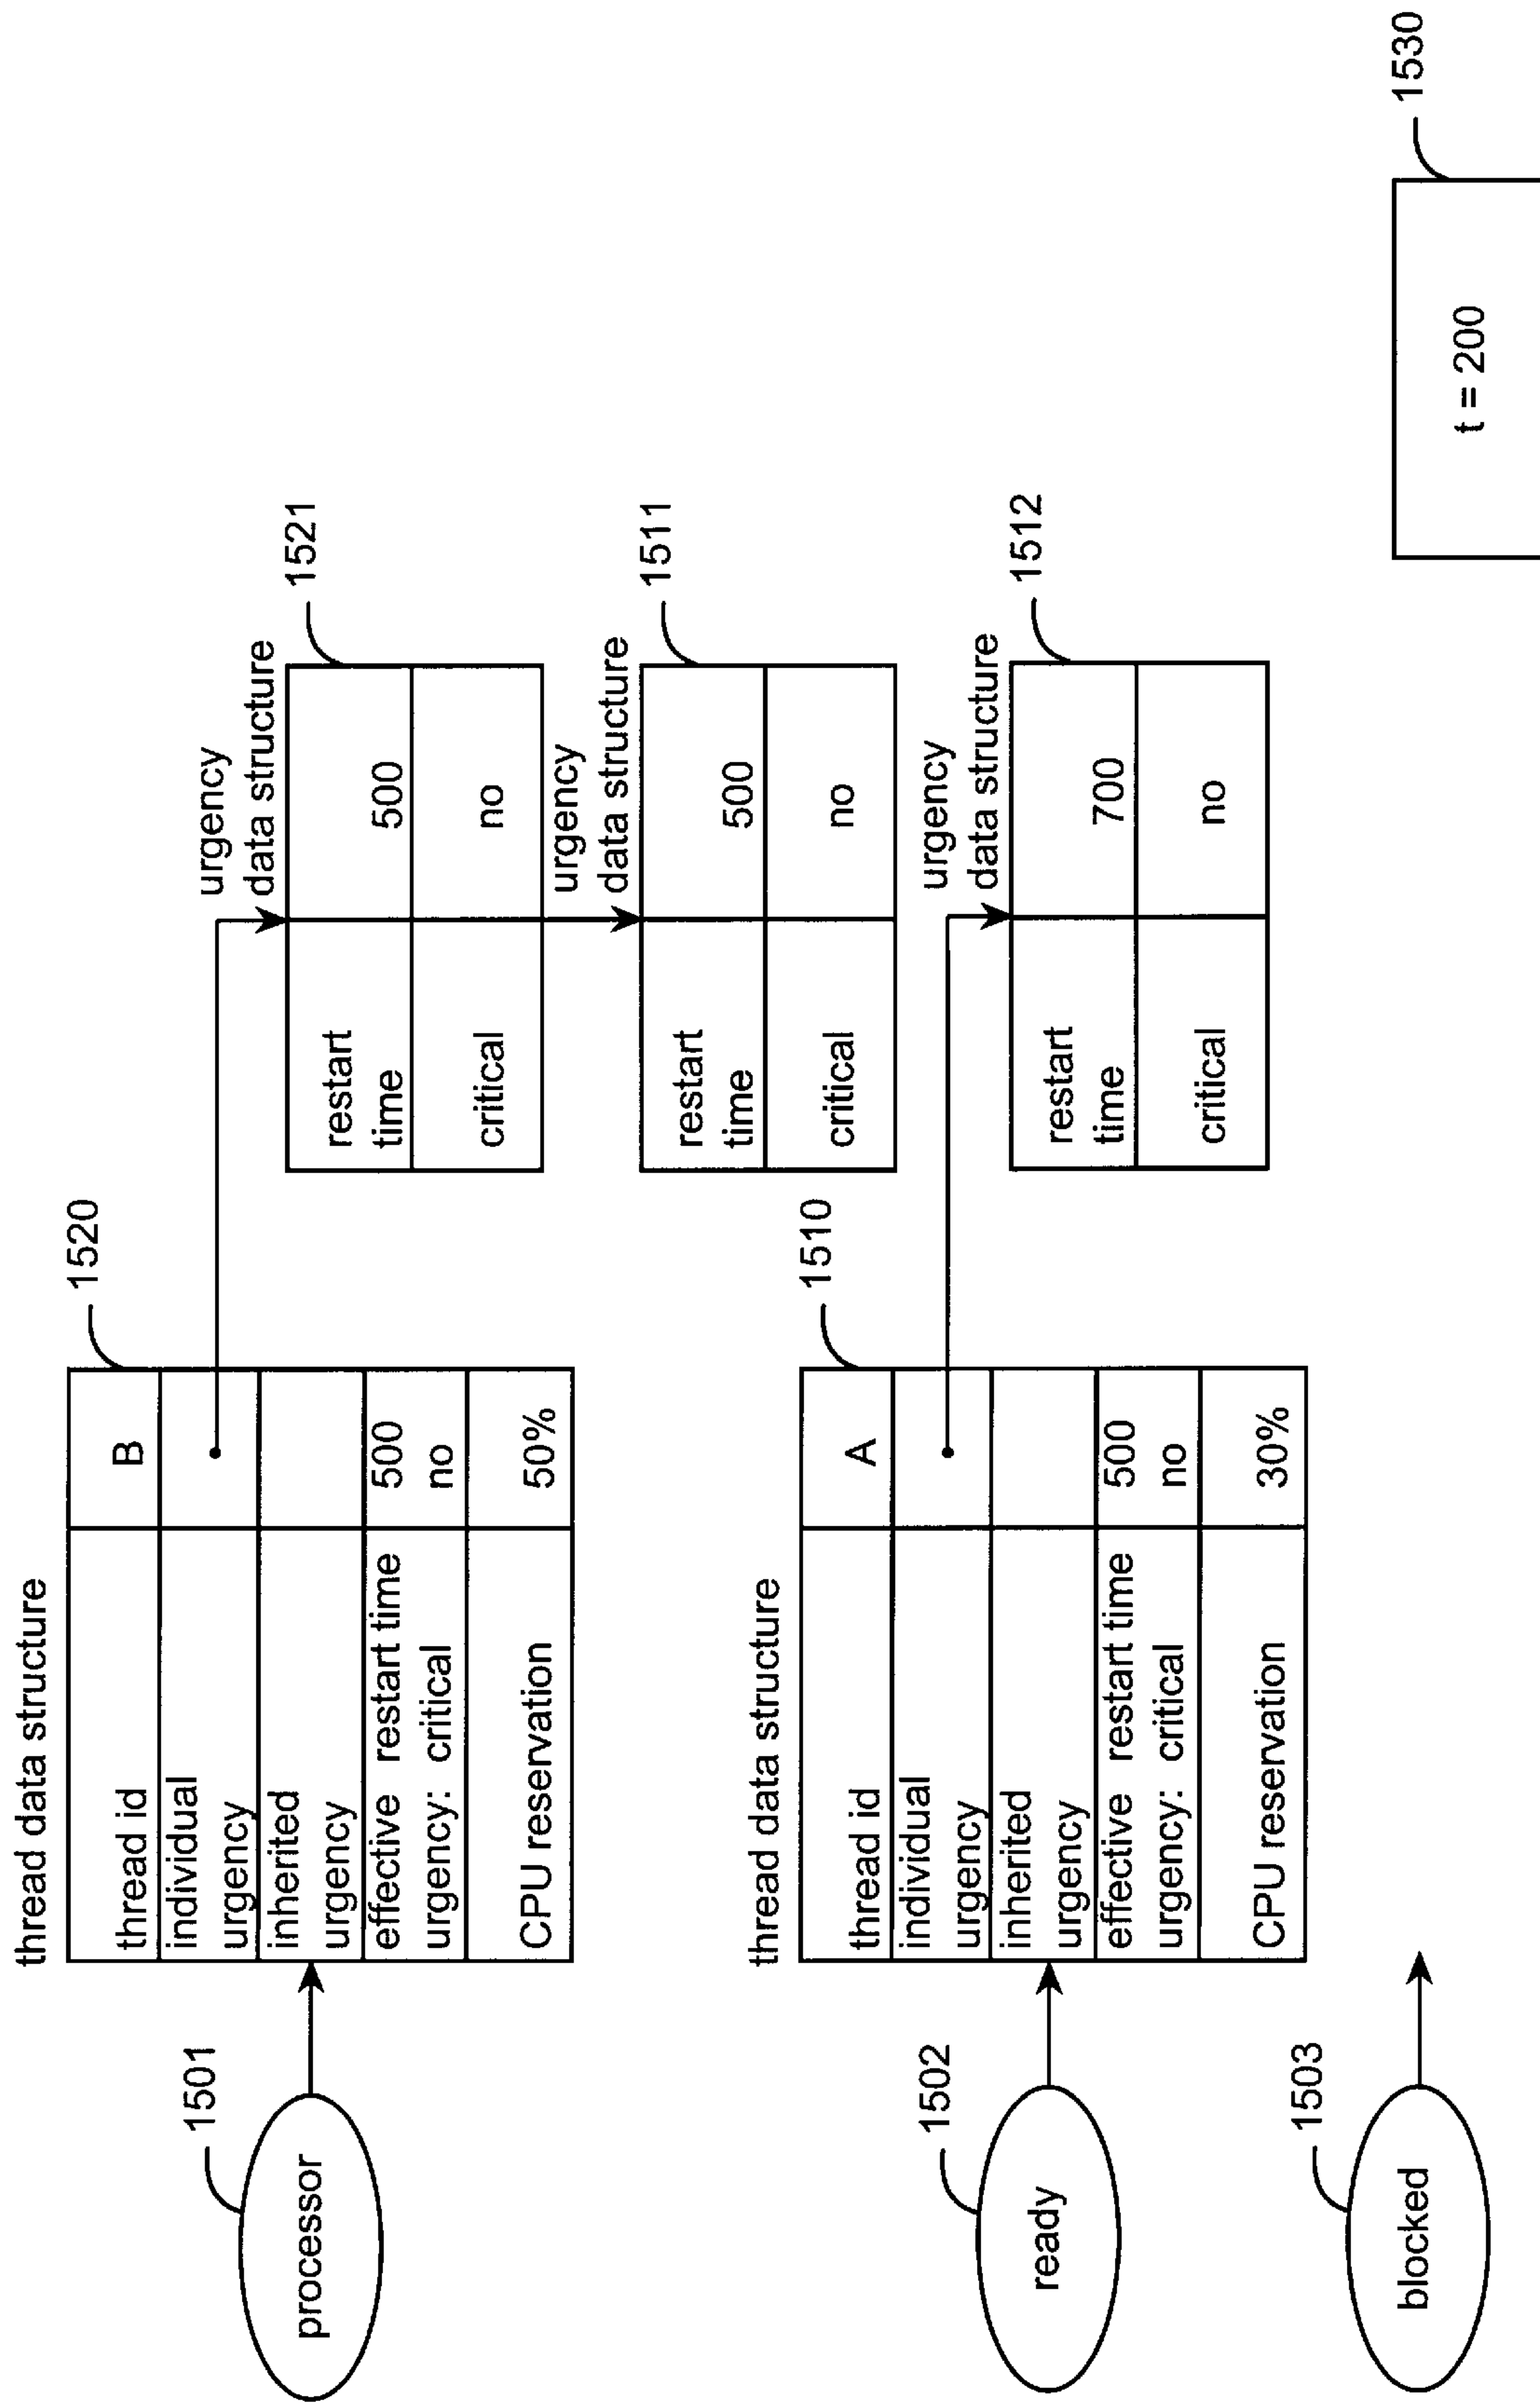 thread data structure
1520
1501
processor
thread id B
individual
urgency
inherited
urgency
effective restart time 500
urgency: critical no
CPU reservation 50%
urgency
data structure
1521
restart
time 500
critical no
urgency
data structure
1511
restart
time 500
critical no
thread data structure
1510
1502
ready
thread id A
individual
urgency
inherited
urgency
effective restart time 500
urgency: critical no
CPU reservation 30%
urgency
data structure
1512
restart
time 700
critical no
1503
blocked
1530
t = 200